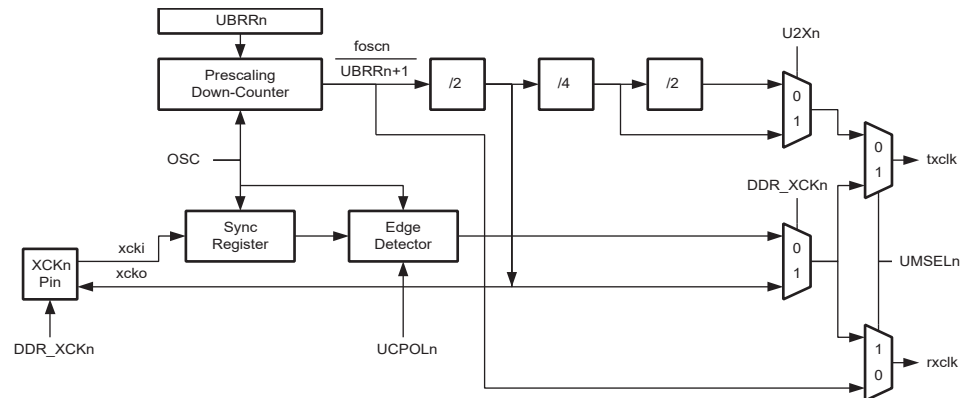 UBRRn
foscn
UBRRn+1
U2Xn
Prescaling
Down-Counter
/2
/4
/2
0
1
OSC
0
1
txclk
DDR_XCKn
Sync
Register
Edge
Detector
0
1
xcki
XCKn
Pin
xcko
UMSELn
DDR_XCKn
UCPOLn
1
0
rxclk